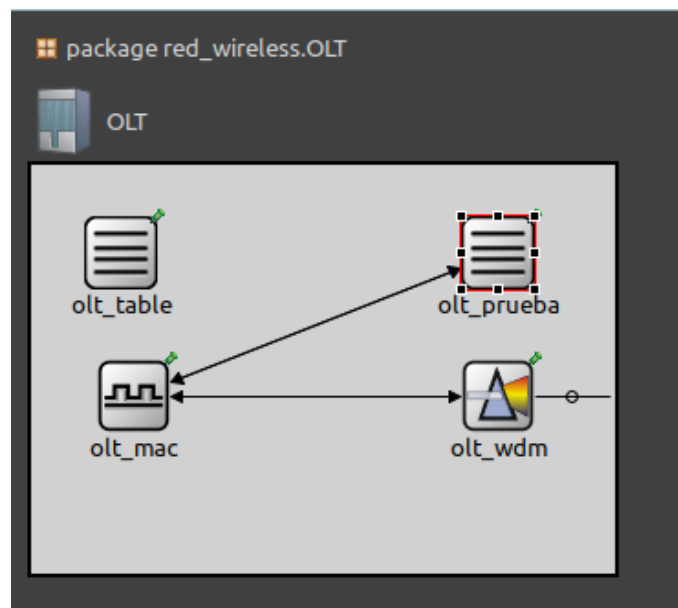 package red_wireless.OLT
OLT
olt_table
olt_prueba
olt_mac
olt_wdm